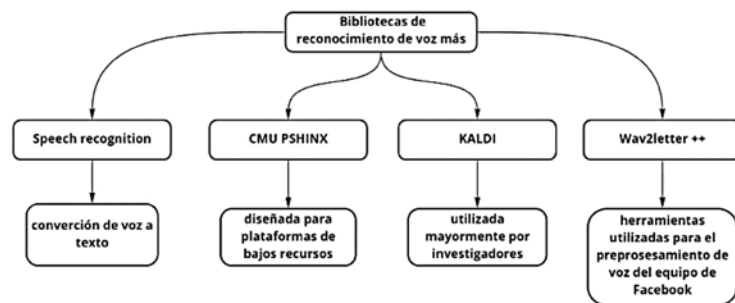 Bibliotecas de
reconocimiento de voz más
Speech recognition
CMU PSHINX
KALDI
Wav2letter ++
converción de voz a
texto
diseñada para
plataformas de
bajos recursos
utilizada
mayormente por
investigadores
herramientas
utilizadas para el
preprosesamiento de
voz del equipo de
Facebook